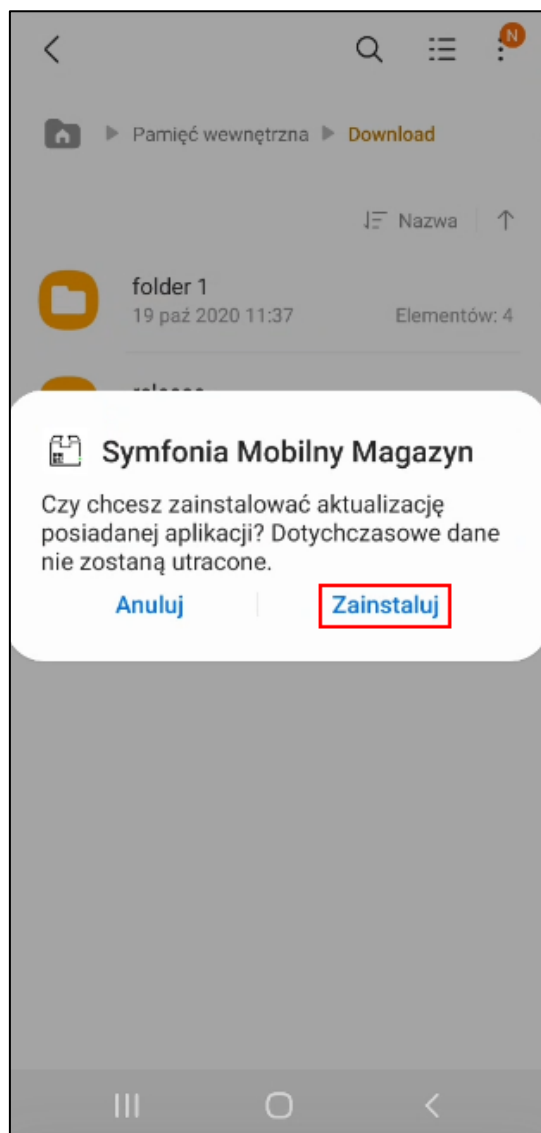 N
Pamięć wewnętrzna Download
Nazwa
folder 1
19 paź 2020 11:37 Elementów: 4
Symfonia Mobilny Magazyn
Czy chcesz zainstalować aktualizację
posiadanej aplikacji? Dotychczasowe dane
nie zostaną utracone.
Anuluj Zainstaluj